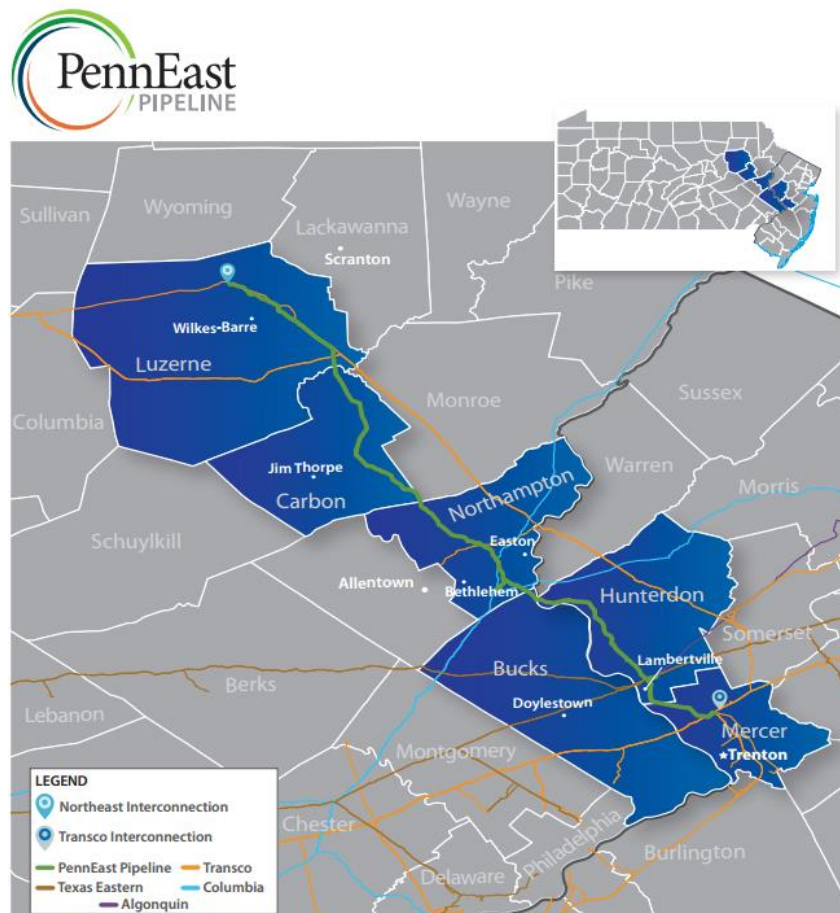 PennEast
PIPELINE
Sullivan
Wyoming
Lackawanna
Scranton
Wayne
Pike
Wilkes-Barre
Luzerne
Columbia
Monroe
Sussex
Jim Thorpe
Carbon
Northampton
Warren
Morris
Schuylkill
Easton
Allentown
Bethlehem
Hunterdon
Somerset
Bucks
Lambertville
Berks
Lebanon
Doylestown
Mercer
Trenton
Montgomery
Chester
Philadelphia
Delaware
Burlington
LEGEND
Northeast Interconnection
Transco Interconnection
PennEast Pipeline
Transco
Texas Eastern
Columbia
Algonquin